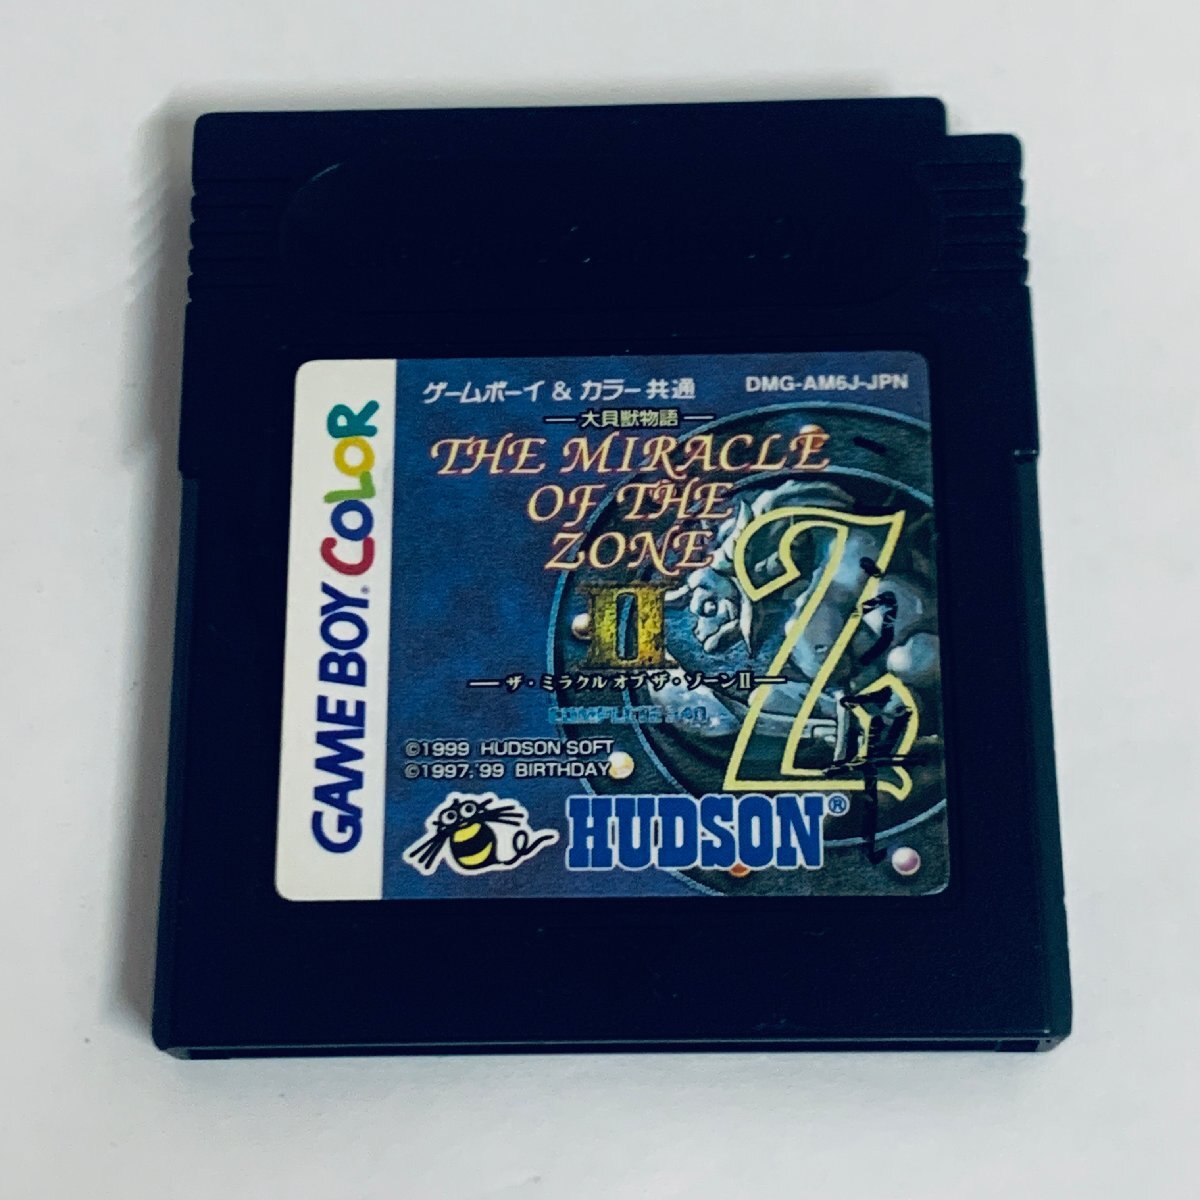 ゲームボーイ & カラー共通 DMG-AM6J-JPN
大貝獣物語
THE MIRACLE
OF THE
ZONE
II
ザ・ミラクル オブ ザ・ゾーンII
©1999 HUDSON SOFT
©1997,'99 BIRTHDAY
HUDSON®
Z
GAME BOY COLOR